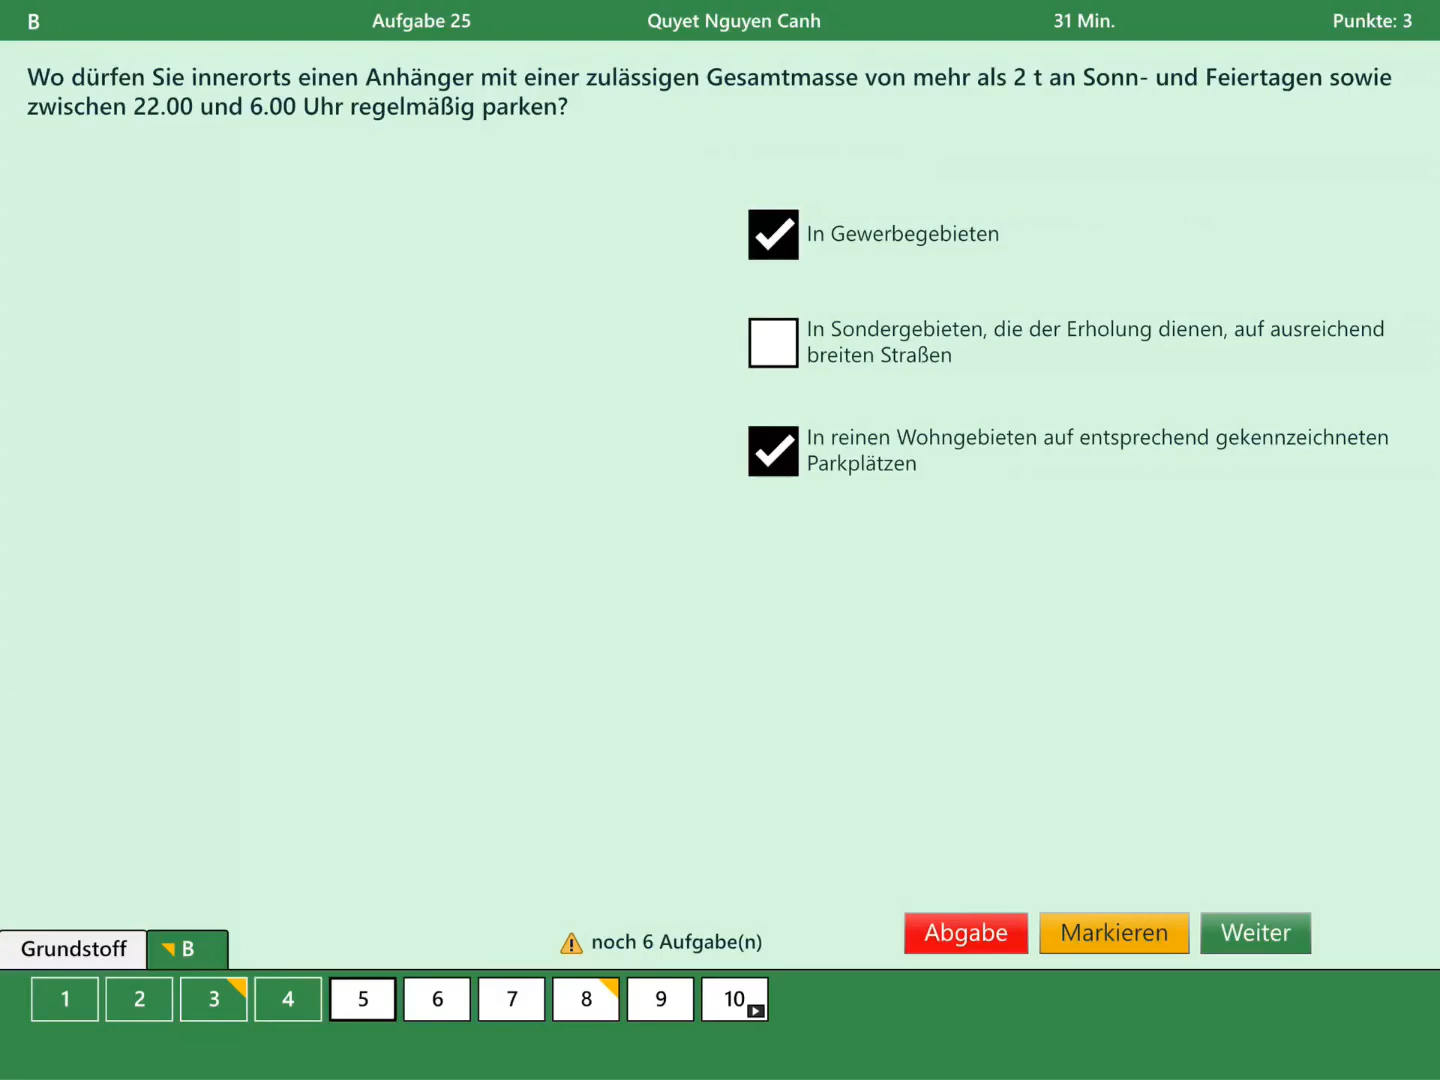 B Aufgabe 25 Quyet Nguyen Canh 31 Min. Punkte: 3
Wo dürfen Sie innerorts einen Anhänger mit einer zulässigen Gesamtmasse von mehr als 2 t an Sonn- und Feiertagen sowie
zwischen 22.00 und 6.00 Uhr regelmäßig parken?
In Gewerbegebieten
In Sondergebieten, die der Erholung dienen, auf ausreichend
breiten Straßen
In reinen Wohngebieten auf entsprechend gekennzeichneten
Parkplätzen
Grundstoff B noch 6 Aufgabe(n) Abgabe Markieren Weiter
1 2 3 4 5 6 7 8 9 10